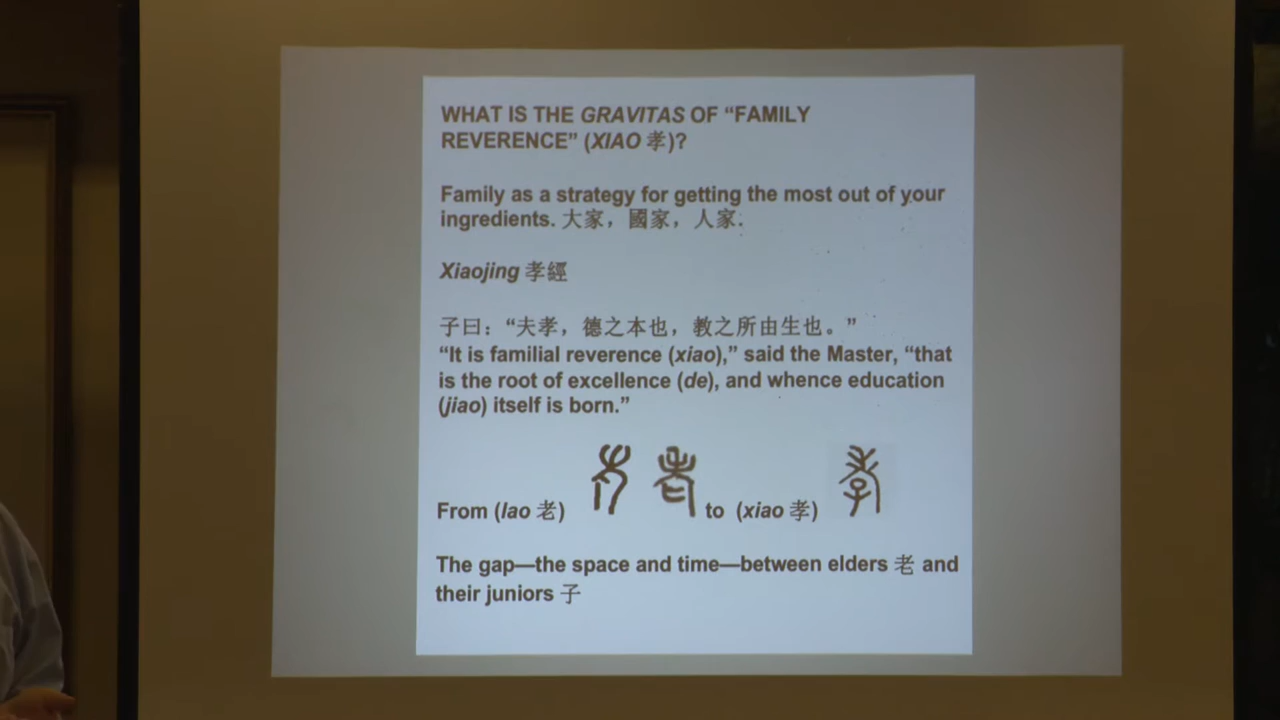 WHAT IS THE GRAVITAS OF “FAMILY
REVERENCE” (XIAO 孝)?
Family as a strategy for getting the most out of your
ingredients. 大家，國家，人家.
Xiaojing 孝經
子曰：“夫孝，德之本也，教之所由生也。”
“It is familial reverence (xiao),” said the Master, “that
is the root of excellence (de), and whence education
(jiao) itself is born.”
From (lao 老) to (xiao 孝)
The gap—the space and time—between elders 老 and
their juniors 子